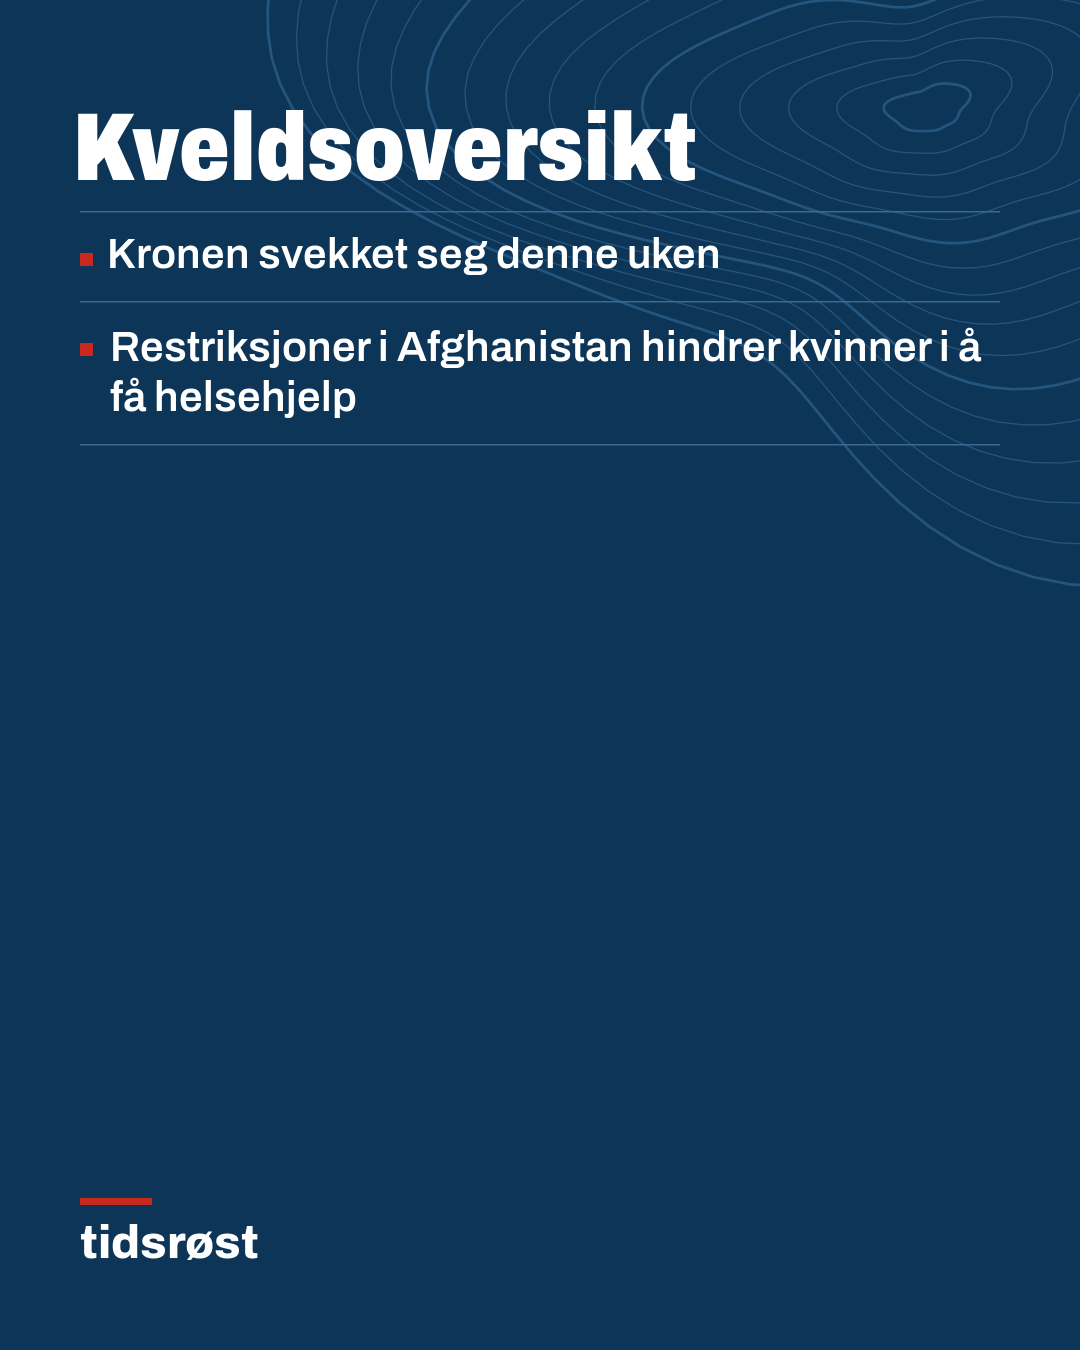 Kveldsoversikt
Kronen svekket seg denne uken
Restriksjoner i Afghanistan hindrer kvinner i å
få helsehjelp
tidsrøst